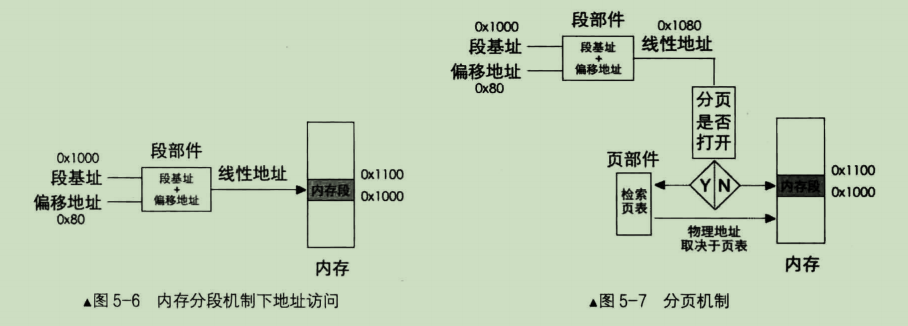 0x1000
段基址
偏移地址
0x80
段部件
段基址
+
偏移地址
线性地址
内存段
0x1100
0x1000
内存
▲图 5-6 内存分段机制下地址访问
0x1000
段基址
偏移地址
0x80
段部件
段基址
+
偏移地址
0x1080
线性地址
分页
是否
打开
Y N
页部件
检索
页表
物理地址
取决于页表
内存段
0x1100
0x1000
内存
▲图 5-7 分页机制